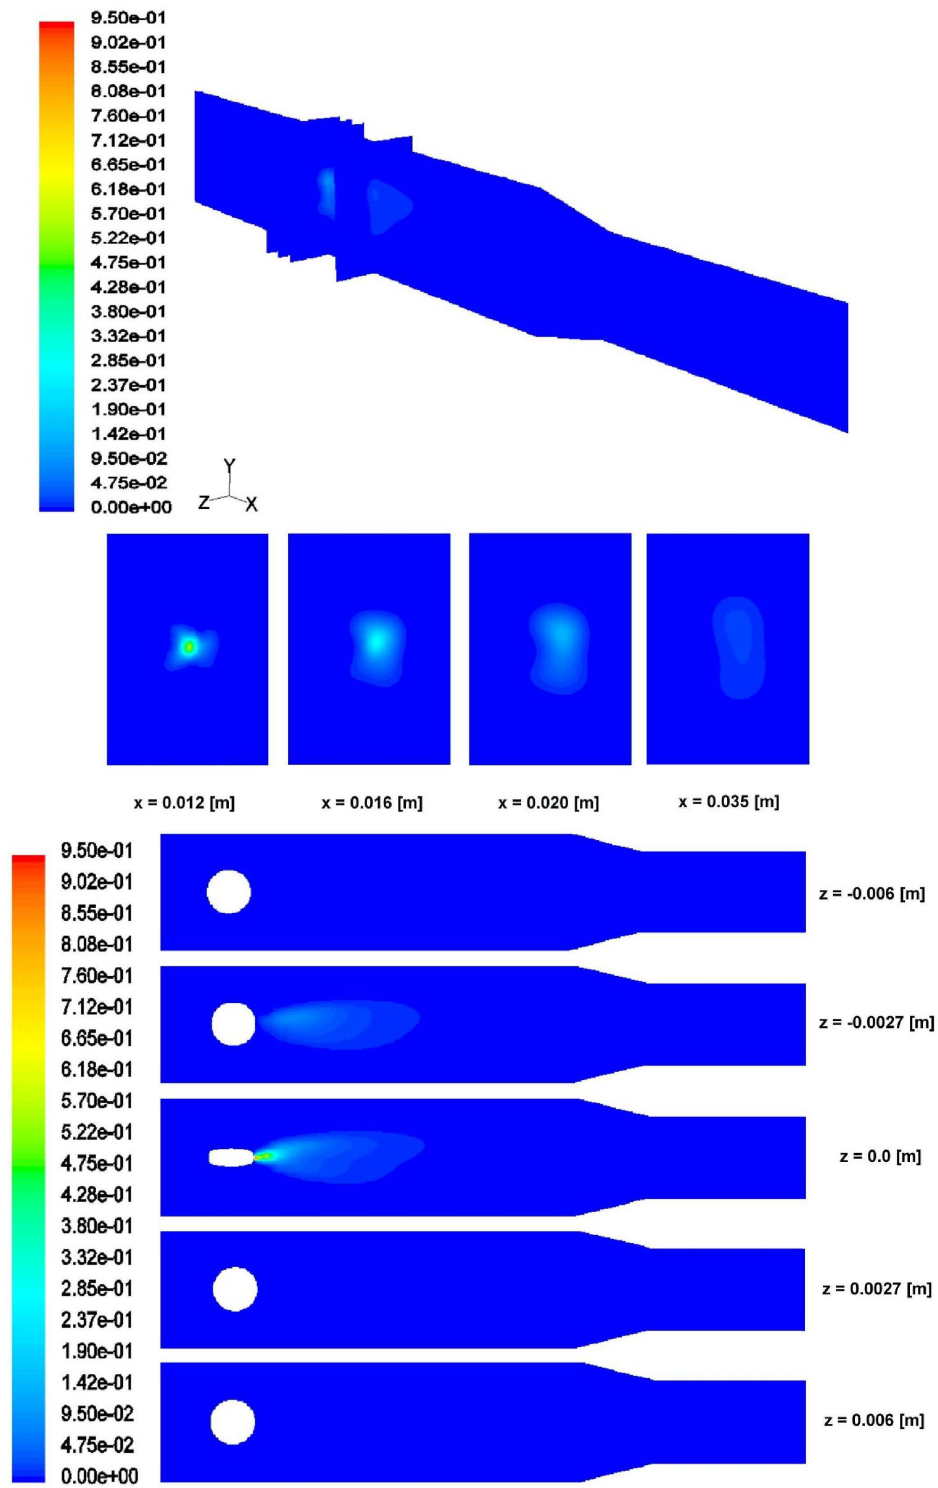 9.50e-01
9.02e-01
8.55e-01
8.08e-01
7.60e-01
7.12e-01
6.65e-01
6.18e-01
5.70e-01
5.22e-01
4.75e-01
4.28e-01
3.80e-01
3.32e-01
2.85e-01
2.37e-01
1.90e-01
1.42e-01
9.50e-02
4.75e-02
0.00e+00
Y
Z X
x = 0.012 [m] x = 0.016 [m] x = 0.020 [m] x = 0.035 [m]
9.50e-01
9.02e-01
8.55e-01
8.08e-01
7.60e-01
7.12e-01
6.65e-01
6.18e-01
5.70e-01
5.22e-01
4.75e-01
4.28e-01
3.80e-01
3.32e-01
2.85e-01
2.37e-01
1.90e-01
1.42e-01
9.50e-02
4.75e-02
0.00e+00
z = -0.006 [m]
z = -0.0027 [m]
z = 0.0 [m]
z = 0.0027 [m]
z = 0.006 [m]